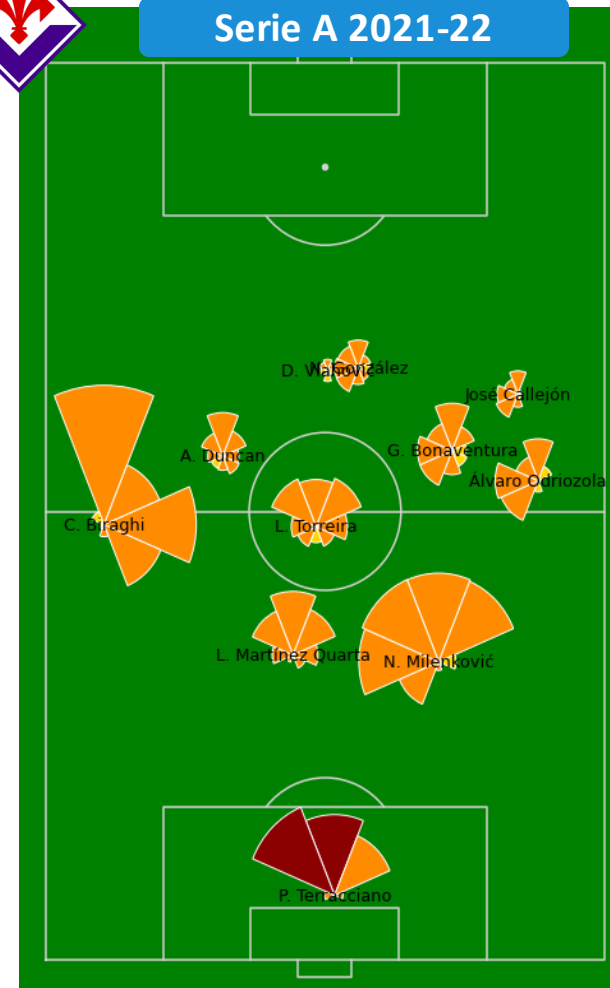 Serie A 2021-22
D. Vlahović
N. González
José Callejón
A. Duncan
G. Bonaventura
Álvaro Odriozola
C. Biraghi
L. Torreira
L. Martínez Quarta
N. Milenković
P. Terracciano